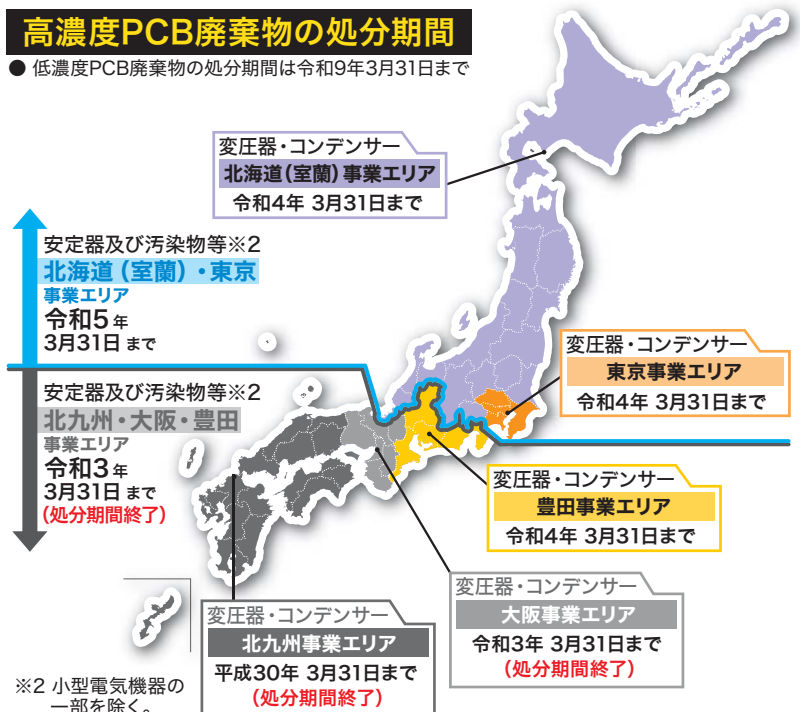 高濃度PCB廃棄物の処分期間
● 低濃度PCB廃棄物の処分期間は令和9年3月31日まで
変圧器・コンデンサー
北海道(室蘭)事業エリア
令和4年 3月31日まで
安定器及び汚染物等※2
北海道(室蘭)・東京
事業エリア
令和5年
3月31日 まで
安定器及び汚染物等※2
北九州・大阪・豊田
事業エリア
令和3年
3月31日 まで
(処分期間終了)
変圧器・コンデンサー
東京事業エリア
令和4年 3月31日まで
変圧器・コンデンサー
豊田事業エリア
令和4年 3月31日まで
変圧器・コンデンサー
大阪事業エリア
令和3年 3月31日まで
(処分期間終了)
変圧器・コンデンサー
北九州事業エリア
平成30年 3月31日まで
(処分期間終了)
※2 小型電気機器の
一部を除く。